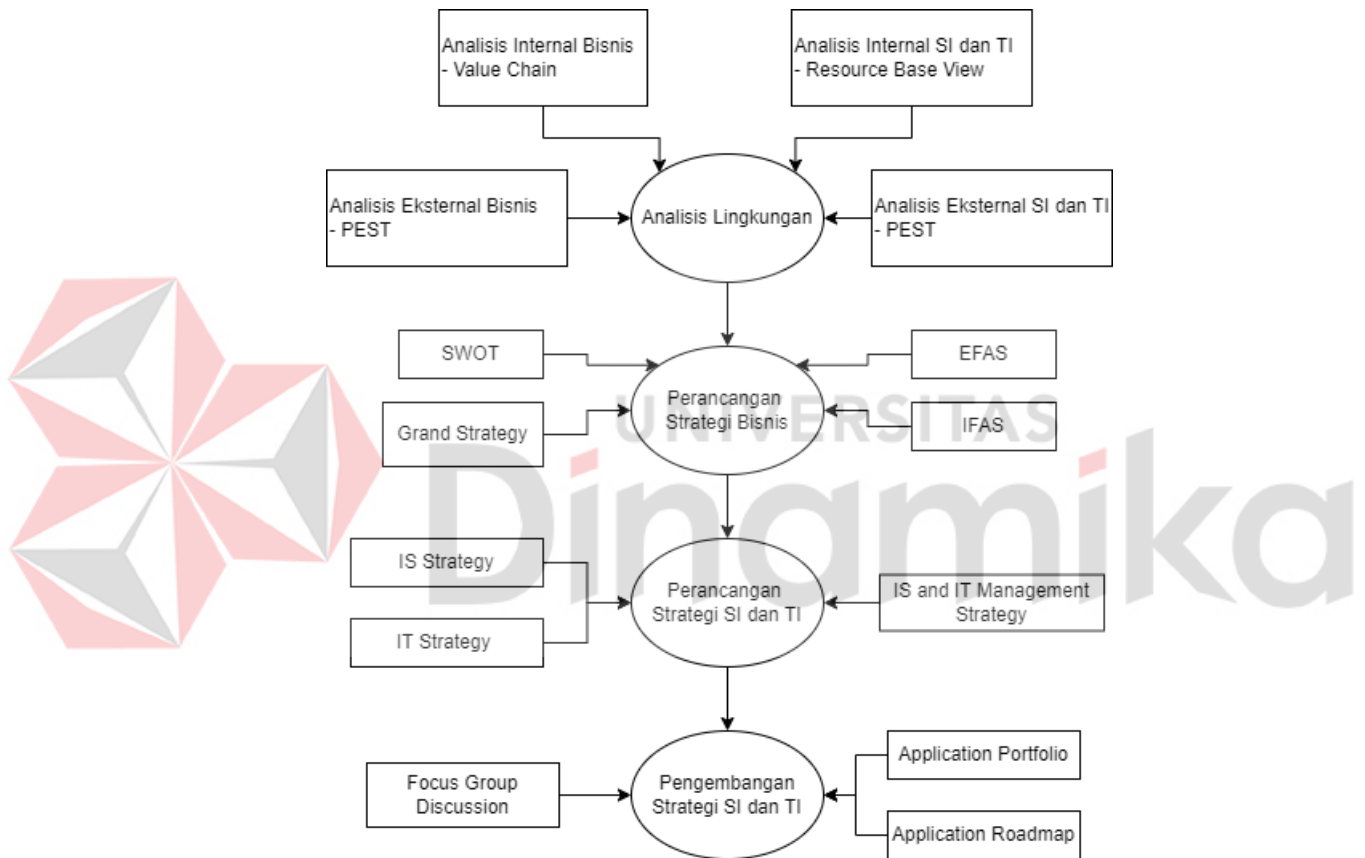 Analisis Internal Bisnis
- Value Chain
Analisis Internal SI dan TI
- Resource Base View
Analisis Eksternal Bisnis
- PEST
Analisis Lingkungan
Analisis Eksternal SI dan TI
- PEST
SWOT
EFAS
Perancangan
Strategi Bisnis
Grand Strategy
IFAS
UNIVERSITAS
Dinamika
IS Strategy
IT Strategy
Perancangan
Strategi SI dan TI
IS and IT Management
Strategy
Focus Group
Discussion
Pengembangan
Strategi SI dan TI
Application Portfolio
Application Roadmap